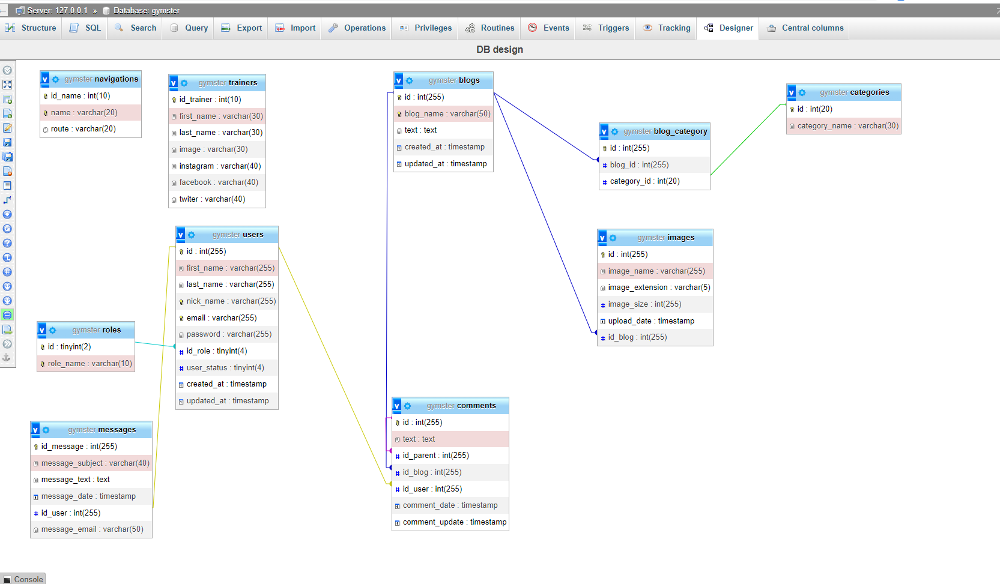 Server: 127.0.0.1 » Database: gymster
Structure SQL Search Query Export Import Operations Privileges Routines Events Triggers Tracking Designer Central columns
DB design
v gymster navigations
id_name : int(10)
name : varchar(20)
route : varchar(20)
v gymster trainers
id_trainer : int(10)
first_name : varchar(30)
last_name : varchar(30)
image : varchar(30)
instagram : varchar(40)
facebook : varchar(40)
twiter : varchar(40)
v gymster blogs
id : int(255)
blog_name : varchar(50)
text : text
created_at : timestamp
updated_at : timestamp
v gymster categories
id : int(20)
category_name : varchar(30)
v gymster blog_category
id : int(255)
# blog_id : int(255)
# category_id : int(20)
v gymster users
id : int(255)
first_name : varchar(255)
last_name : varchar(255)
nick_name : varchar(255)
email : varchar(255)
password : varchar(255)
# id_role : tinyint(4)
# user_status : tinyint(4)
created_at : timestamp
updated_at : timestamp
v gymster images
id : int(255)
image_name : varchar(255)
image_extension : varchar(5)
# image_size : int(255)
upload_date : timestamp
# id_blog : int(255)
v gymster roles
id : tinyint(2)
role_name : varchar(10)
v gymster messages
id_message : int(255)
message_subject : varchar(40)
message_text : text
message_date : timestamp
# id_user : int(255)
message_email : varchar(50)
v gymster comments
id : int(255)
text : text
# id_parent : int(255)
# id_blog : int(255)
# id_user : int(255)
comment_date : timestamp
comment_update : timestamp
Console